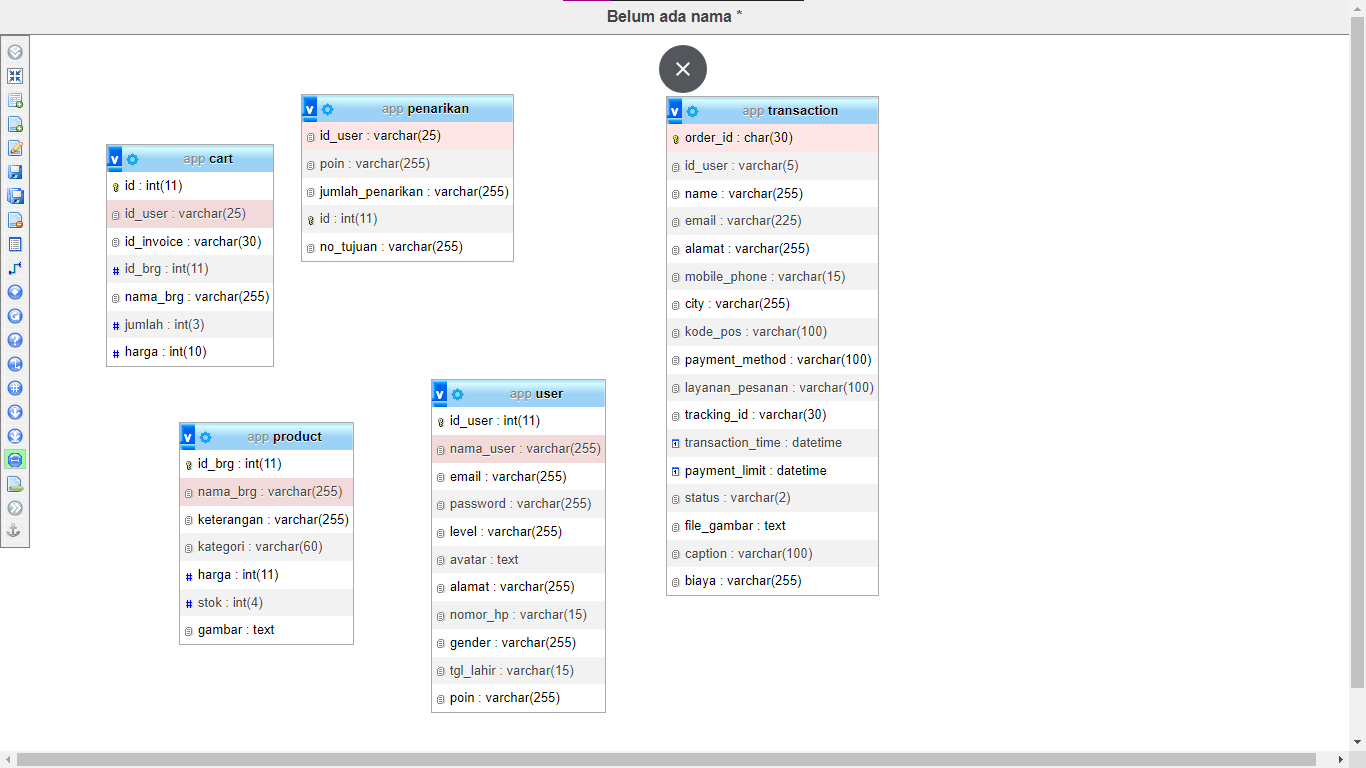 Belum ada nama *
app cart
id : int(11)
id_user : varchar(25)
id_invoice : varchar(30)
id_brg : int(11)
nama_brg : varchar(255)
jumlah : int(3)
harga : int(10)
app penarikan
id_user : varchar(25)
poin : varchar(255)
jumlah_penarikan : varchar(255)
id : int(11)
no_tujuan : varchar(255)
app product
id_brg : int(11)
nama_brg : varchar(255)
keterangan : varchar(255)
kategori : varchar(60)
harga : int(11)
stok : int(4)
gambar : text
app user
id_user : int(11)
nama_user : varchar(255)
email : varchar(255)
password : varchar(255)
level : varchar(255)
avatar : text
alamat : varchar(255)
nomor_hp : varchar(15)
gender : varchar(255)
tgl_lahir : varchar(15)
poin : varchar(255)
app transaction
order_id : char(30)
id_user : varchar(5)
name : varchar(255)
email : varchar(225)
alamat : varchar(255)
mobile_phone : varchar(15)
city : varchar(255)
kode_pos : varchar(100)
payment_method : varchar(100)
layanan_pesanan : varchar(100)
tracking_id : varchar(30)
transaction_time : datetime
payment_limit : datetime
status : varchar(2)
file_gambar : text
caption : varchar(100)
biaya : varchar(255)